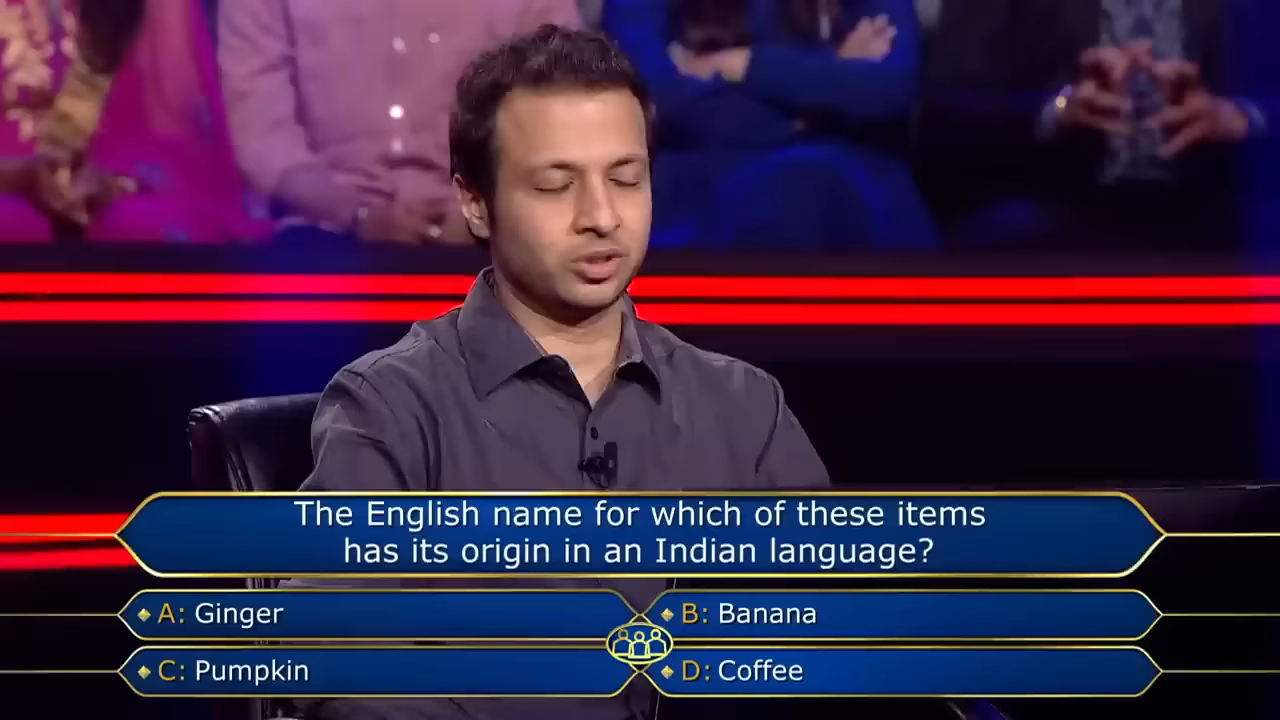 The English name for which of these items
has its origin in an Indian language?
A: Ginger
B: Banana
C: Pumpkin
D: Coffee